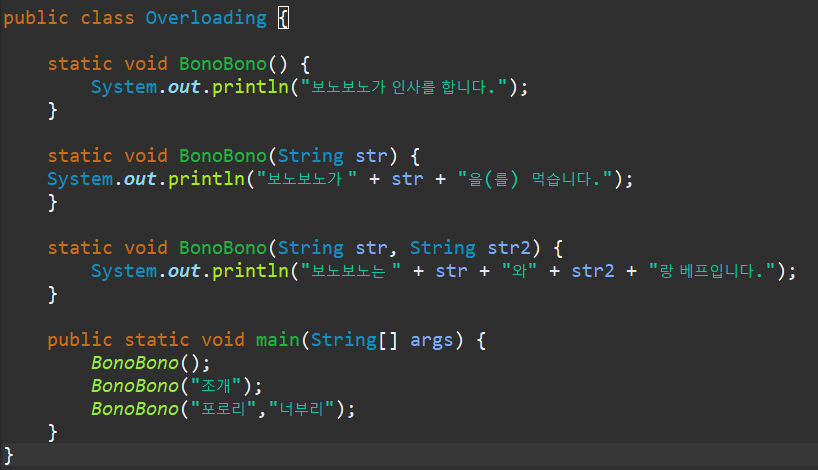 public class Overloading {
static void BonoBono() {
System.out.println("보노보노가 인사를 합니다.");
}
static void BonoBono(String str) {
System.out.println("보노보노가 " + str + "을(를) 먹습니다.");
}
static void BonoBono(String str, String str2) {
System.out.println("보노보노는 " + str + "와" + str2 + "랑 베프입니다.");
}
public static void main(String[] args) {
BonoBono();
BonoBono("조개");
BonoBono("포로리","너부리");
}
}